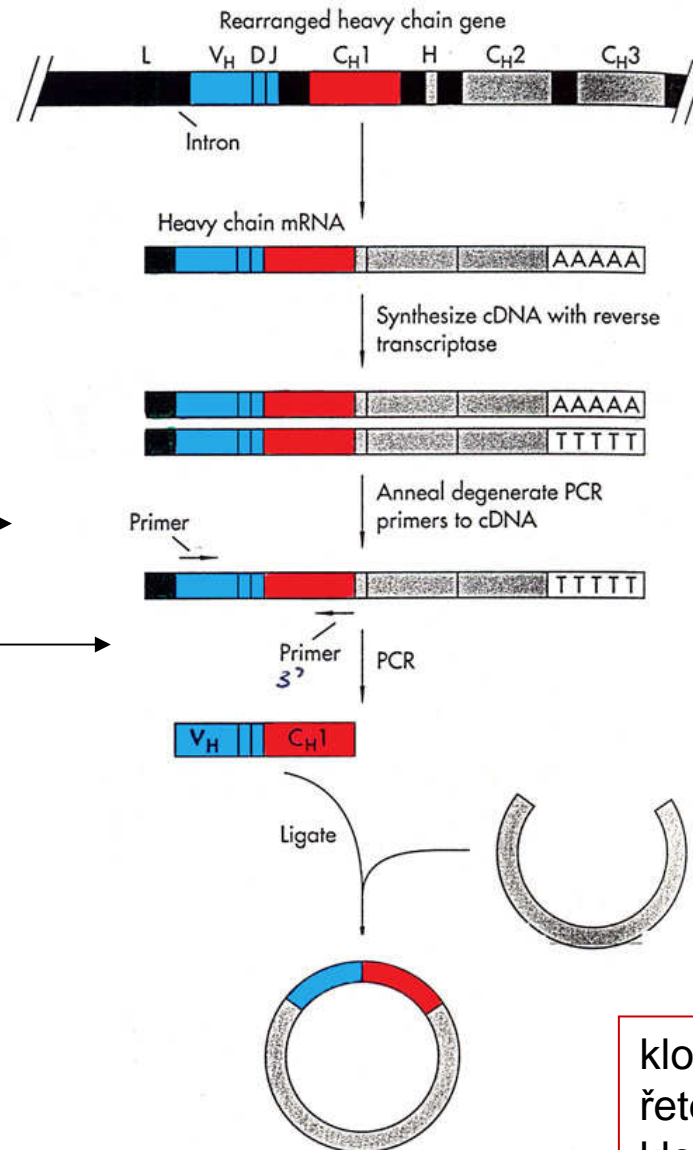 Rearranged heavy chain gene
L VH D J CH1 H CH2 CH3
Intron
Heavy chain mRNA
AAAAA
Synthesize cDNA with reverse
transcriptase
AAAAA
TTTTT
Anneal degenerate PCR
primers to cDNA
Primer
TTTTT
Primer
3'
PCR
VH CH1
Ligate
klo
řet